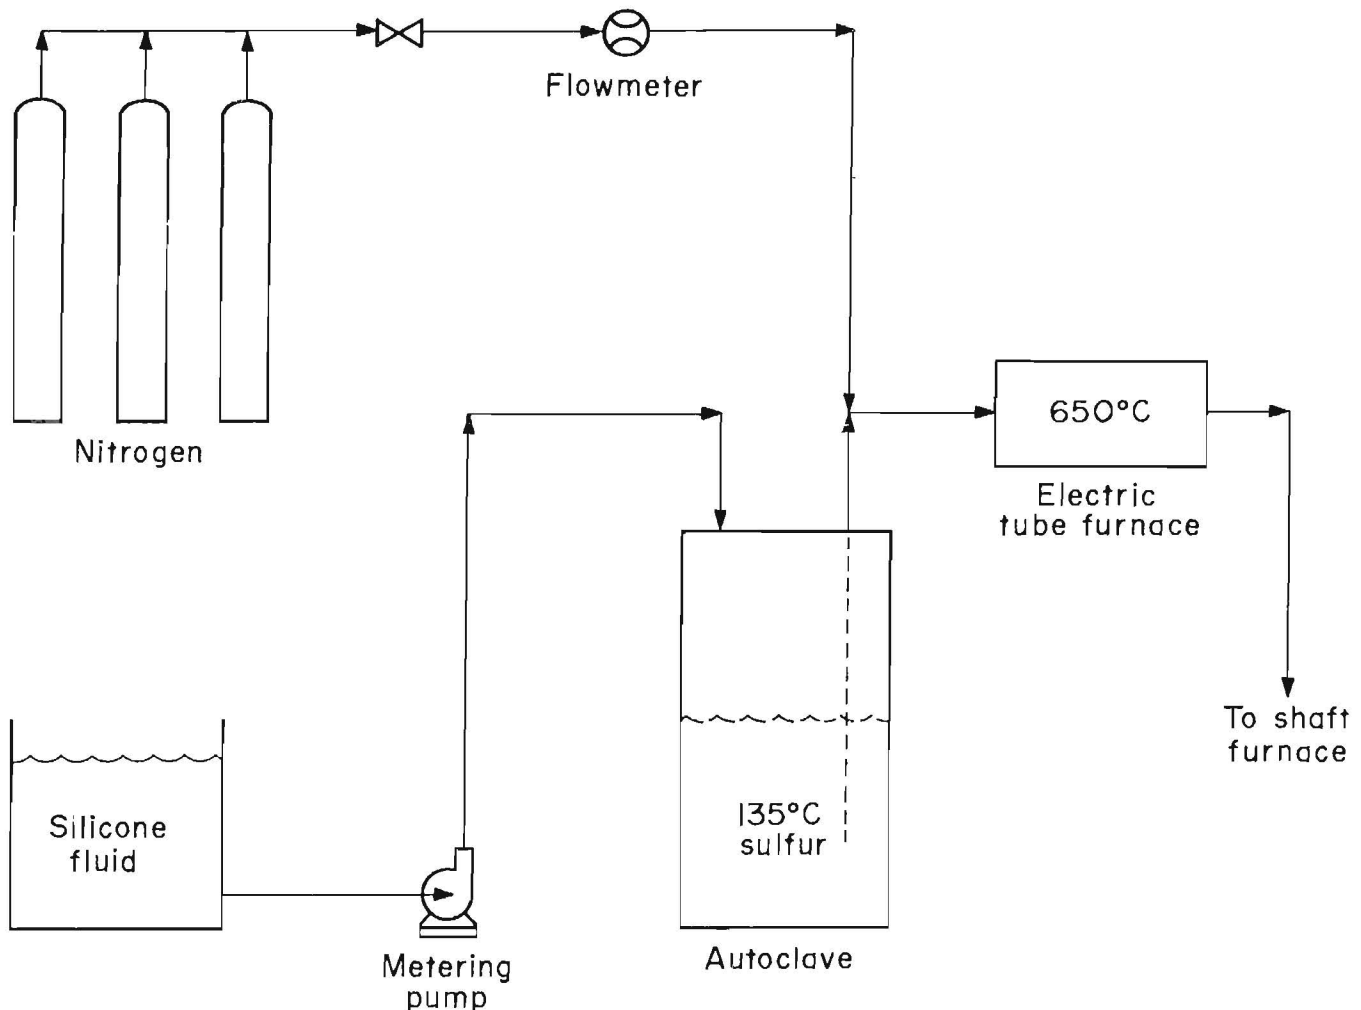 Flowmeter
Nitrogen
650°C
Electric
tube furnace
To shaft
furnace
Silicone
fluid
135°C
sulfur
Metering
pump
Autoclave